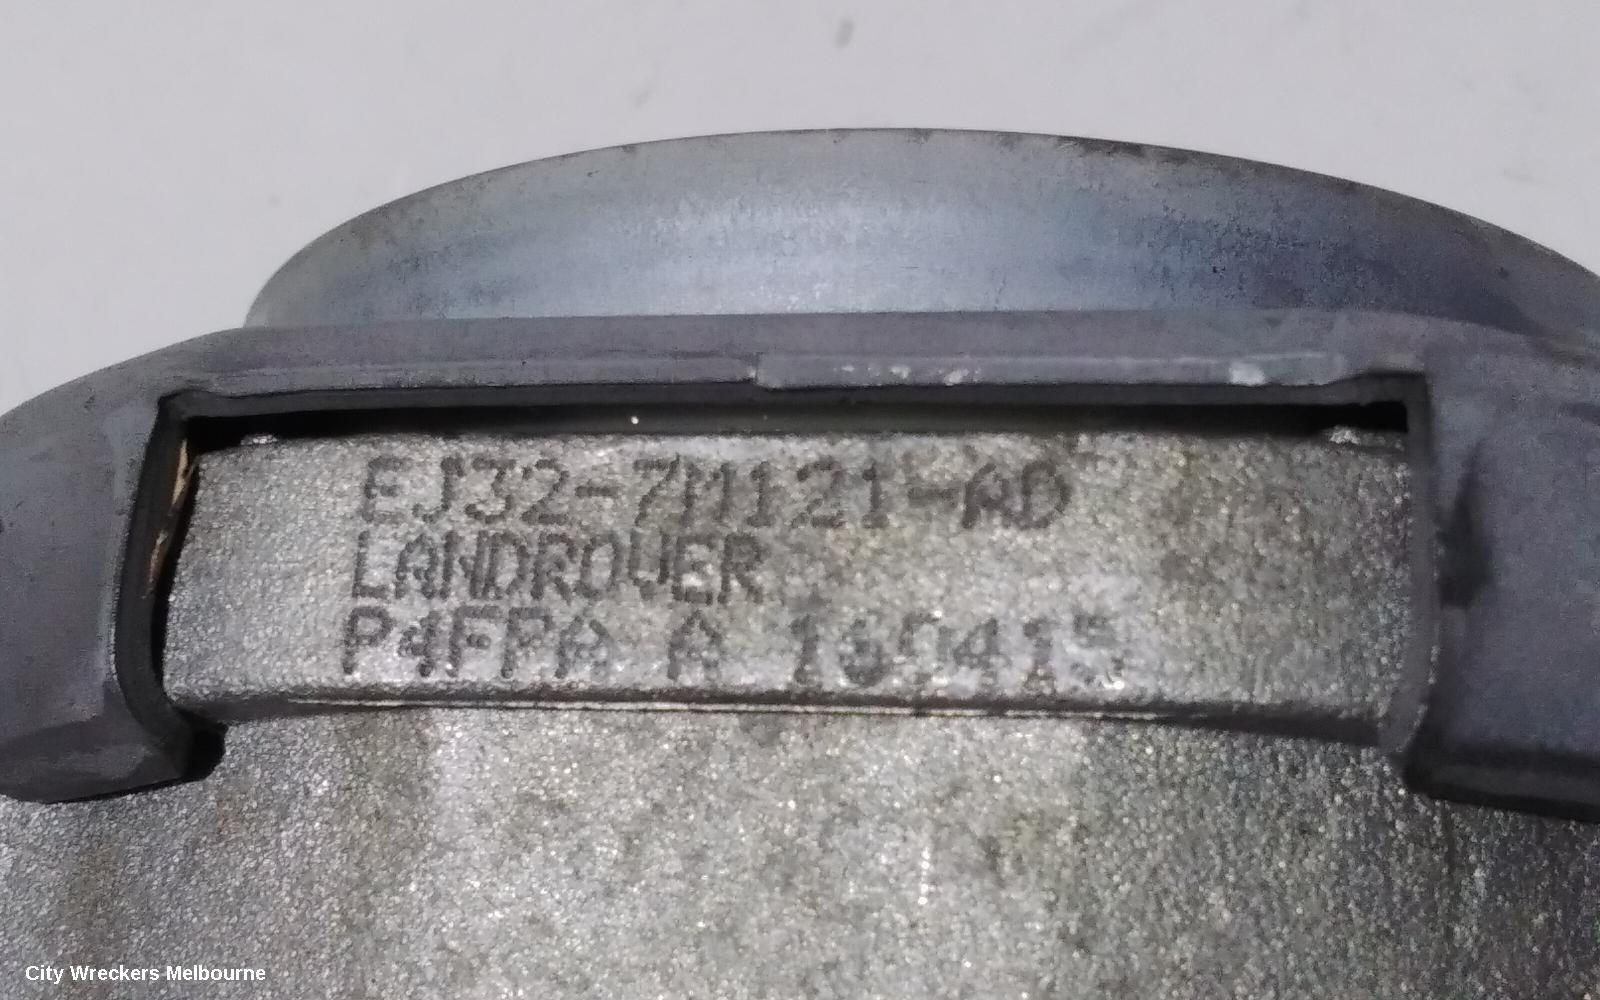 EJ32-7M121-AD
LANDROVER
P4FPA A
City Wreckers Melbourne